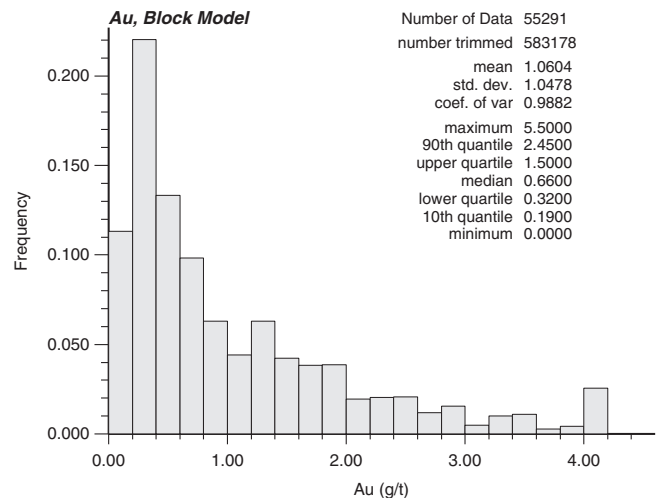 Au, Block Model
Number of Data 55291
number trimmed 583178
mean 1.0604
std. dev. 1.0478
coef. of var 0.9882
maximum 5.5000
90th quantile 2.4500
upper quartile 1.5000
median 0.6600
lower quartile 0.3200
10th quantile 0.1900
minimum 0.0000
Frequency
0.200
0.150
0.100
0.050
0.000
0.00 1.00 2.00 3.00 4.00
Au (g/t)